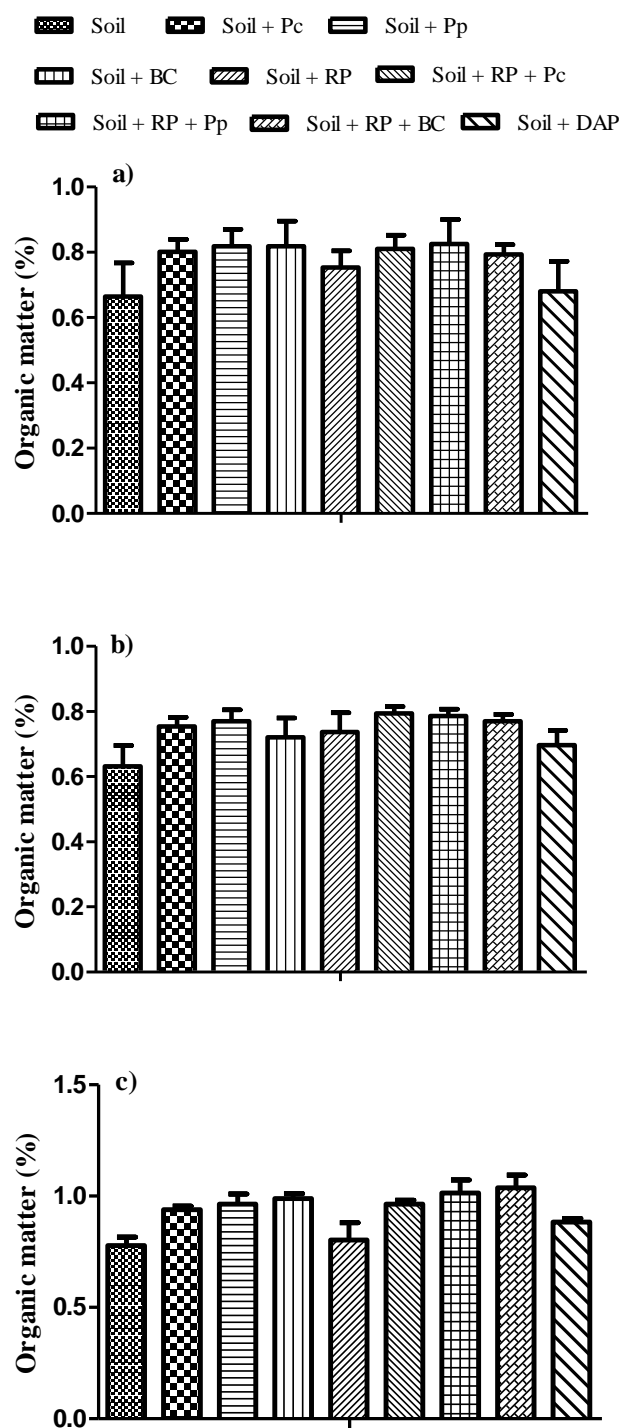 Soil Soil + Pc Soil + Pp
Soil + BC Soil + RP Soil + RP + Pc
Soil + RP + Pp Soil + RP + BC Soil + DAP
a)
1.0
0.8
0.6
0.4
0.2
0.0
Organic matter (%)
b)
1.0
0.8
0.6
0.4
0.2
0.0
Organic matter (%)
c)
1.5
1.0
0.5
0.0
Organic matter (%)